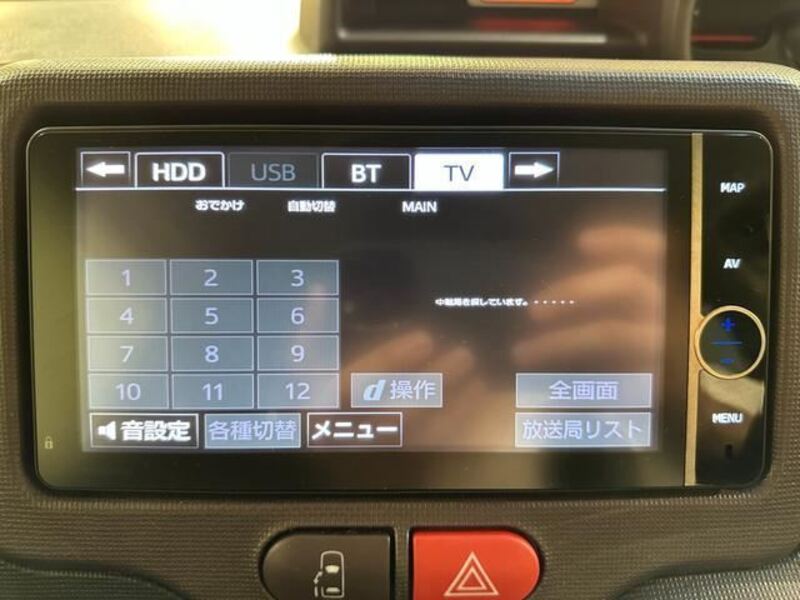 HDD USB BT TV
おでかけ 自動切替 MAIN
MAP
AV
1 2 3
中継局を探しています。・・・・・
4 5 6
+
7 8 9
-
10 11 12 d操作 全画面
音設定 各種切替 メニュー 放送局リスト
MENU